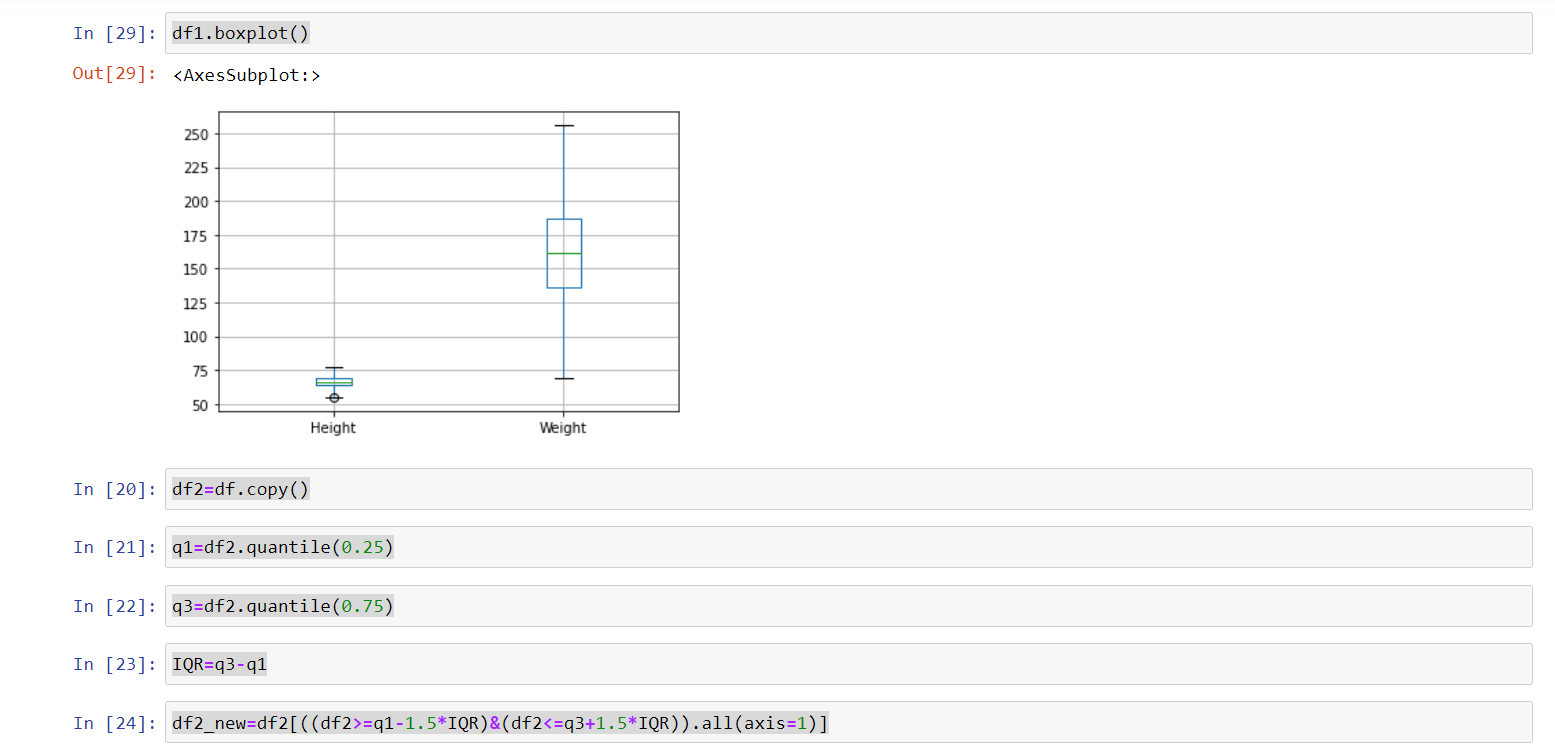 In [29]: df1.boxplot()
Out[29]: <AxesSubplot:>
250
225
200
175
150
125
100
75
50
Height Weight
In [20]: df2=df.copy()
In [21]: q1=df2.quantile(0.25)
In [22]: q3=df2.quantile(0.75)
In [23]: IQR=q3-q1
In [24]: df2_new=df2[((df2>=q1-1.5*IQR)&(df2<=q3+1.5*IQR)).all(axis=1)]